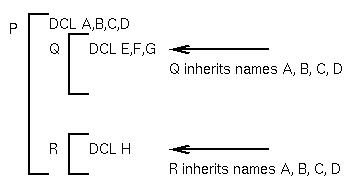 P
DCL A,B,C,D
Q DCL E,F,G
Q inherits names A, B, C, D
R DCL H
R inherits names A, B, C, D